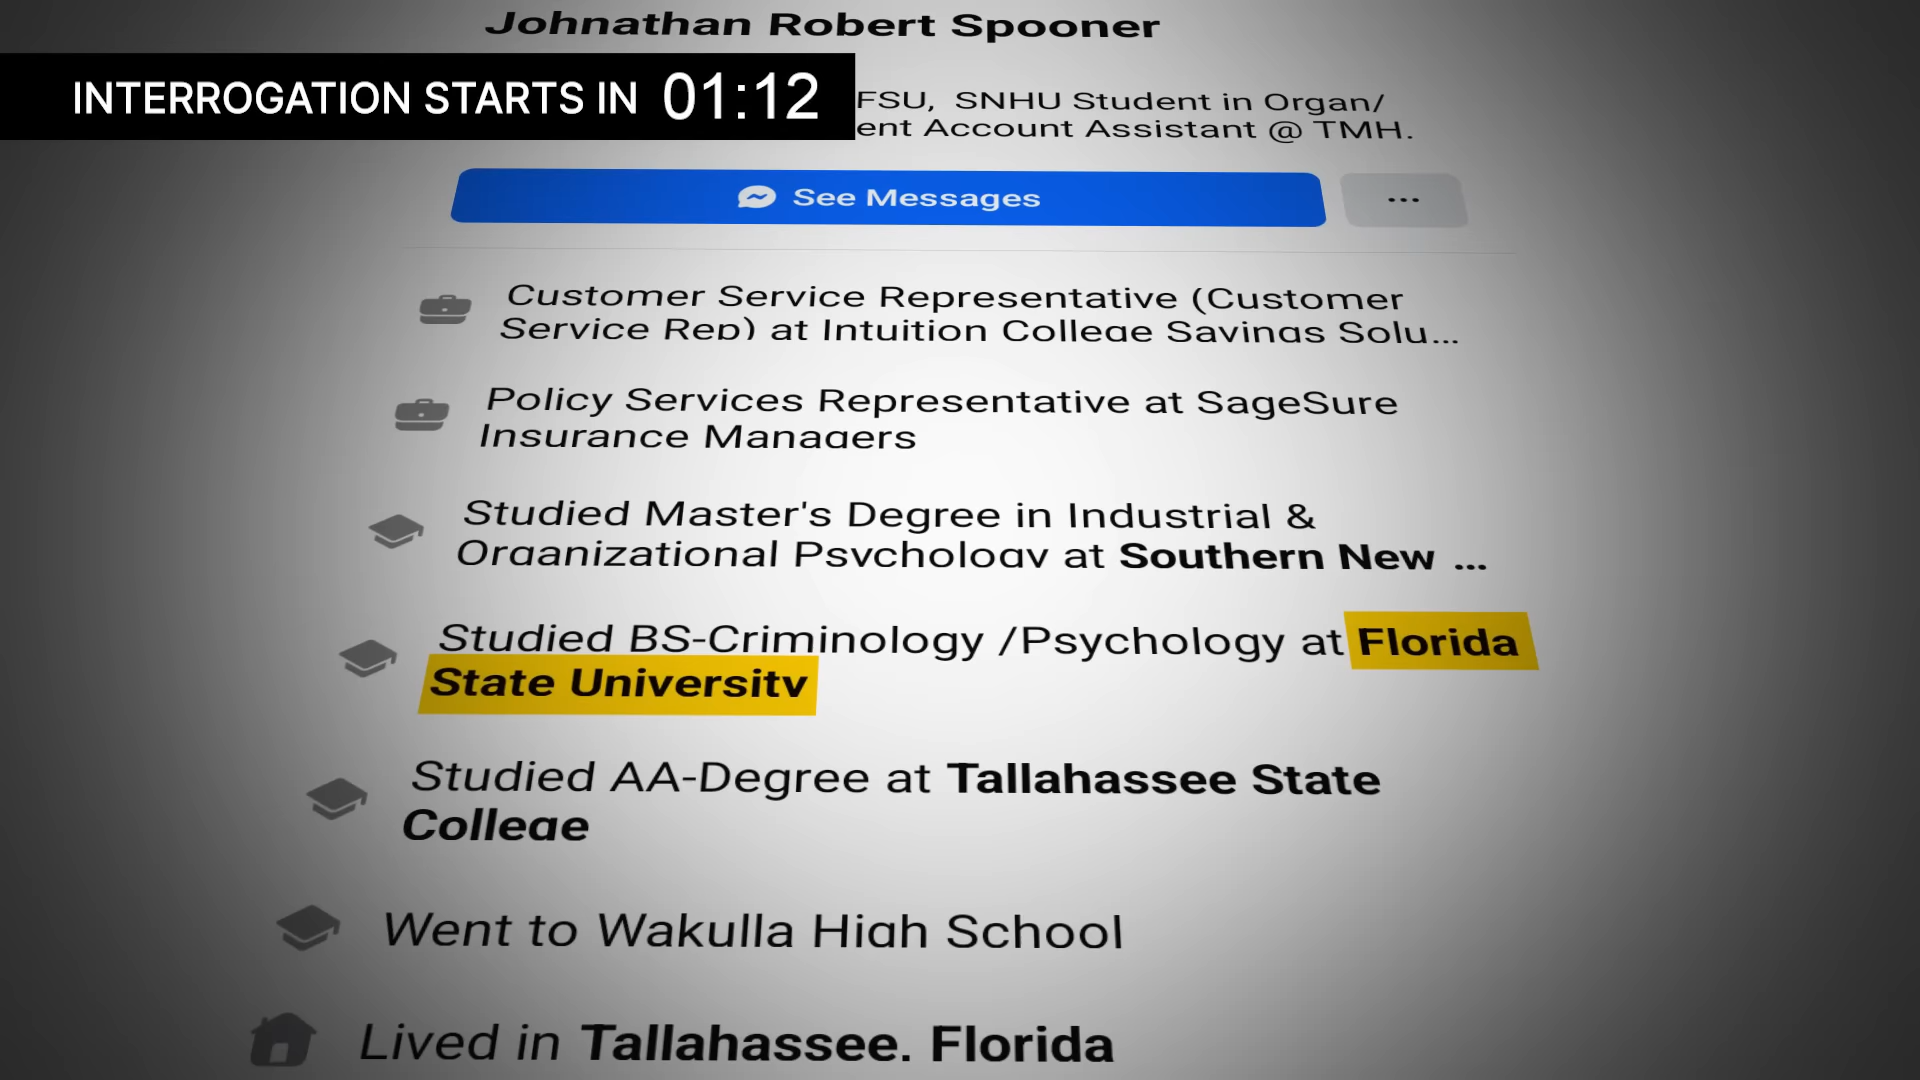 Johnathan Robert Spooner
INTERROGATION STARTS IN 01:12
FSU, SNHU Student in Organ/
ent Account Assistant @ TMH.
See Messages
...
Customer Service Representative (Customer
Service Rep) at Intuition College Savings Solu...
Policy Services Representative at SageSure
Insurance Managers
Studied Master's Degree in Industrial &
Organizational Psychology at Southern New ...
Studied BS-Criminology /Psychology at Florida
State University
Studied AA-Degree at Tallahassee State
College
Went to Wakulla High School
Lived in Tallahassee, Florida